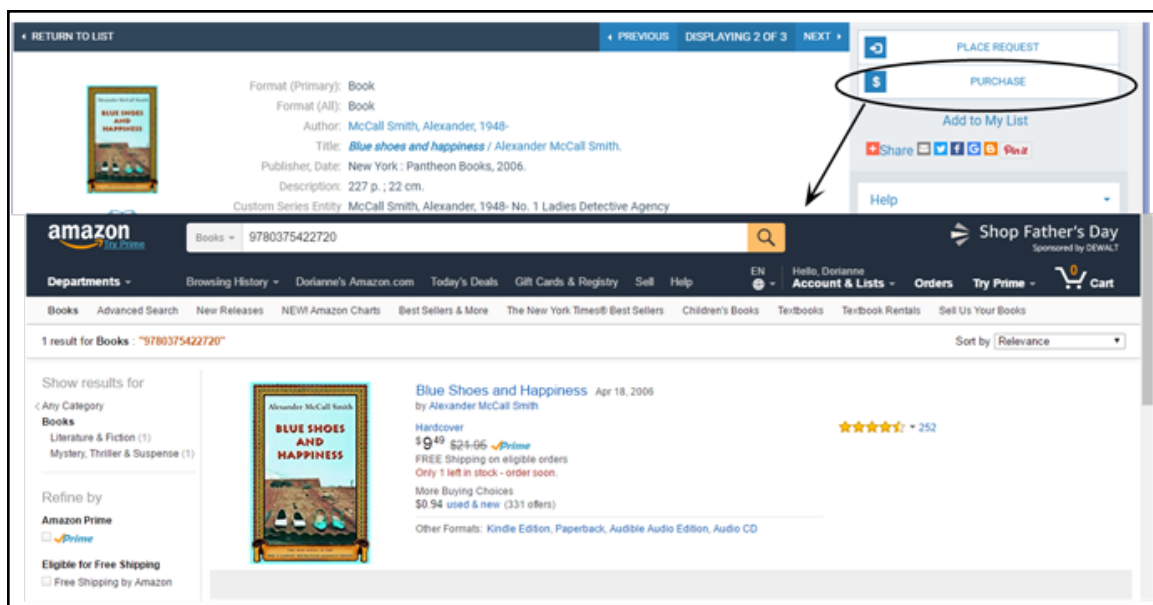 RETURN TO LIST
PREVIOUS DISPLAYING 2 OF 3 NEXT
PLACE REQUEST
$ PURCHASE
Add to My List
Share Pin it
Help
Alexander McCall Smith
BLUE SHOES
AND
HAPPINESS
Format (Primary): Book
Format (All): Book
Author: McCall Smith, Alexander, 1948-
Title: Blue shoes and happiness / Alexander McCall Smith.
Publisher, Date: New York : Pantheon Books, 2006.
Description: 227 p. ; 22 cm.
Custom Series Entity McCall Smith, Alexander, 1948- No. 1 Ladies Detective Agency
amazon
Try Prime
Books 9780375422720
Shop Father's Day
Sponsored by DEWALT
Departments Browsing History Dorianne's Amazon.com Today's Deals Gift Cards & Registry Sell Help
EN
Hello, Dorianne
Account & Lists Orders Try Prime 0 Cart
Books Advanced Search New Releases NEW! Amazon Charts Best Sellers & More The New York Times® Best Sellers Children's Books Textbooks Textbook Rentals Sell Us Your Books
1 result for Books : "9780375422720"
Sort by Relevance
Show results for
< Any Category
Books
Literature & Fiction (1)
Mystery, Thriller & Suspense (1)
Refine by
Amazon Prime
Prime
Eligible for Free Shipping
Free Shipping by Amazon
Alexander McCall Smith
BLUE SHOES
AND
HAPPINESS
Blue Shoes and Happiness Apr 18, 2006
by Alexander McCall Smith
Hardcover
$9.49 $21.95 Prime
FREE Shipping on eligible orders
Only 1 left in stock - order soon.
More Buying Choices
$0.94 used & new (331 offers)
Other Formats: Kindle Edition, Paperback, Audible Audio Edition, Audio CD
252